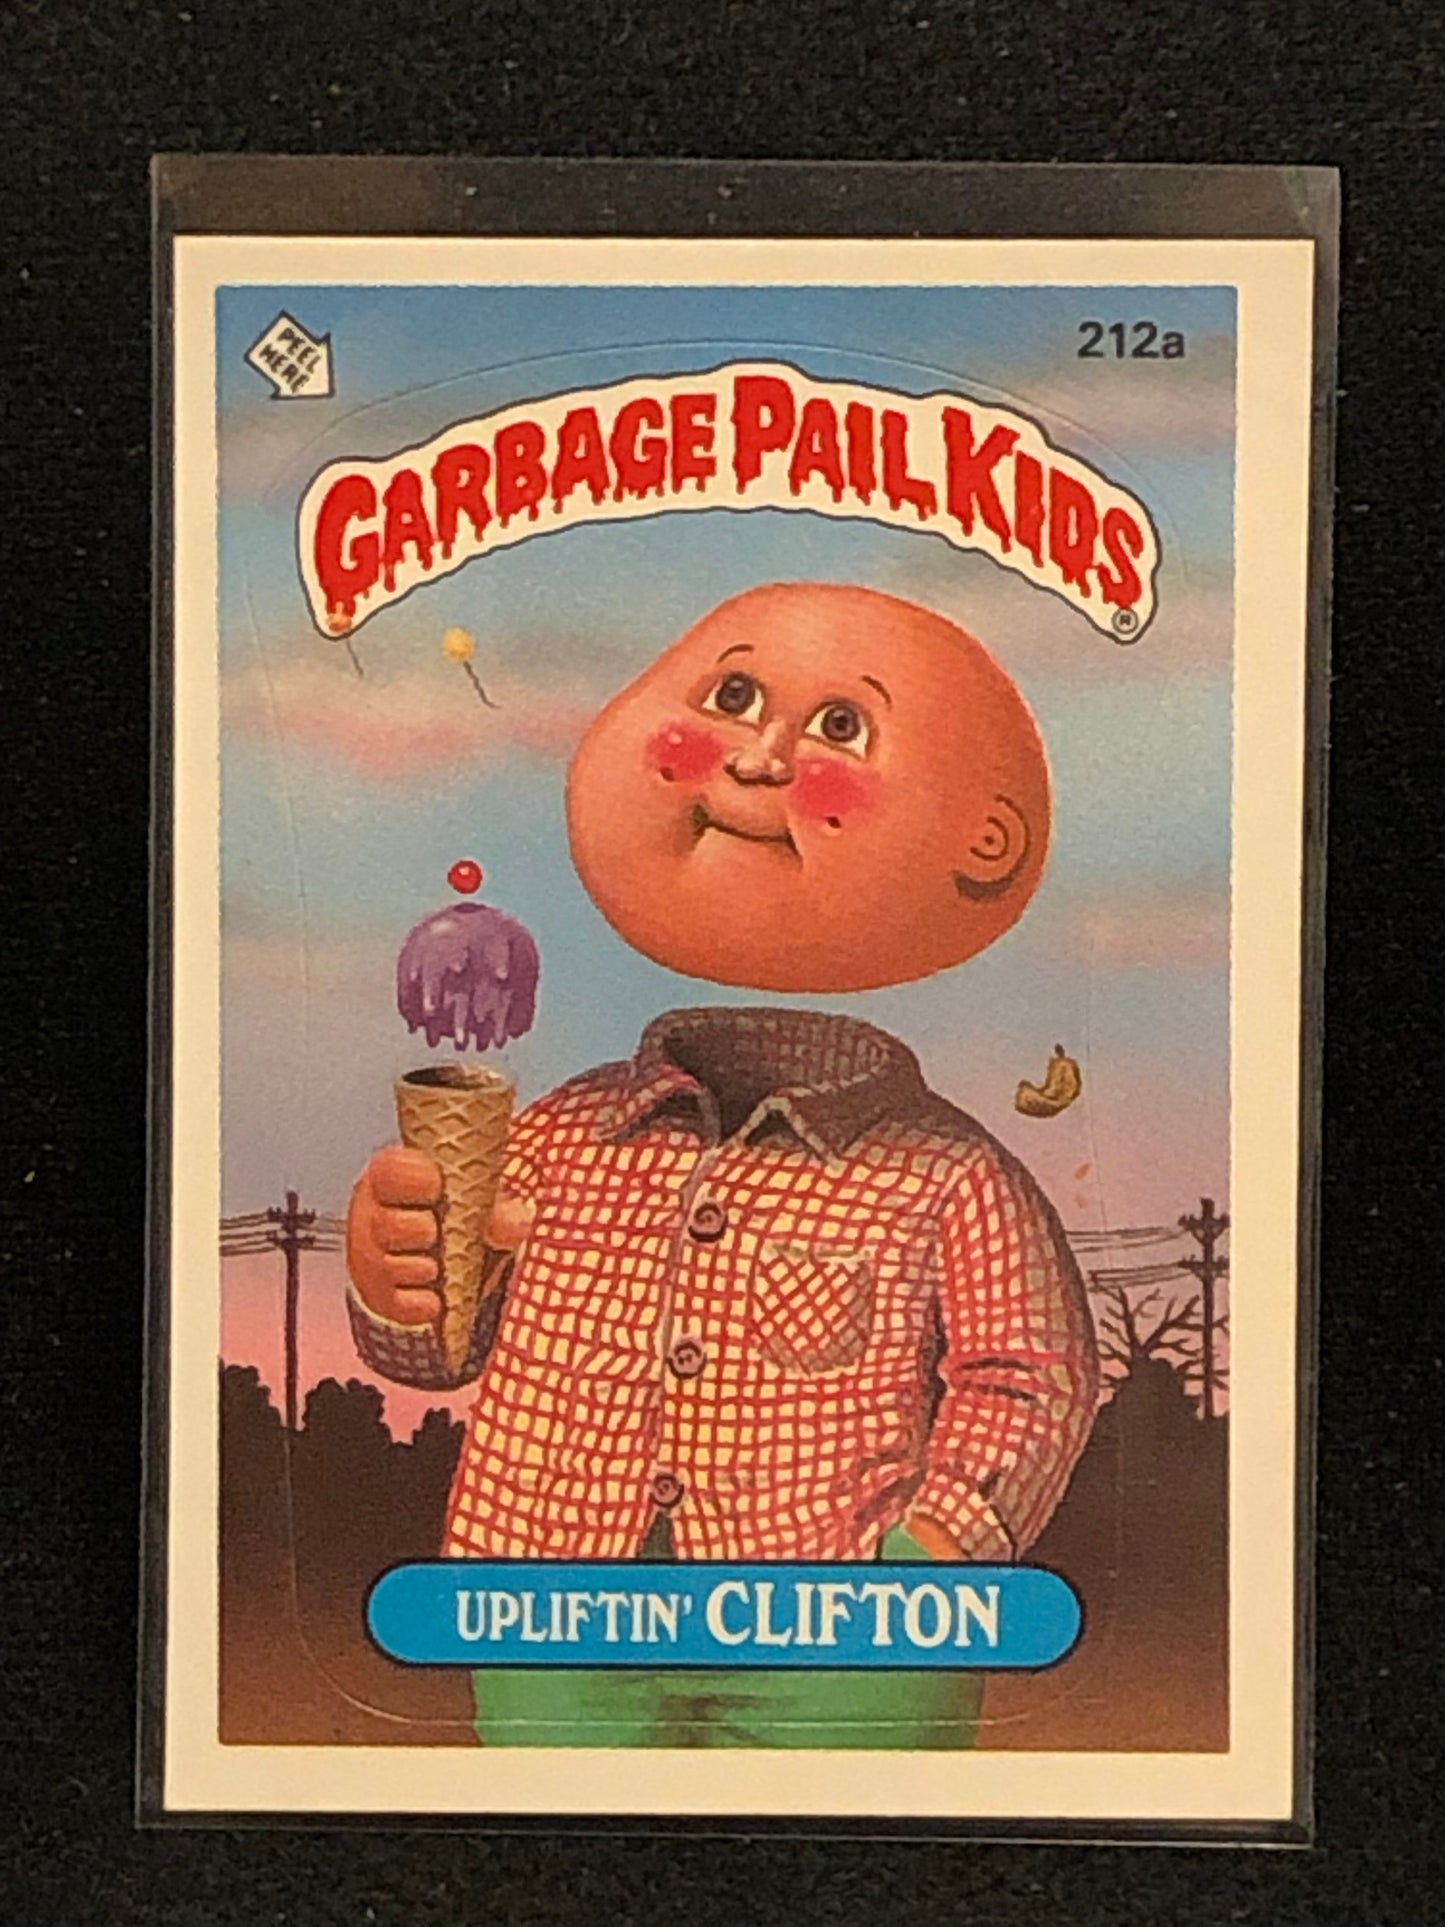 PEEL
HERE
212a
GARBAGE PAIL KIDS
®
UPLIFTIN' CLIFTON